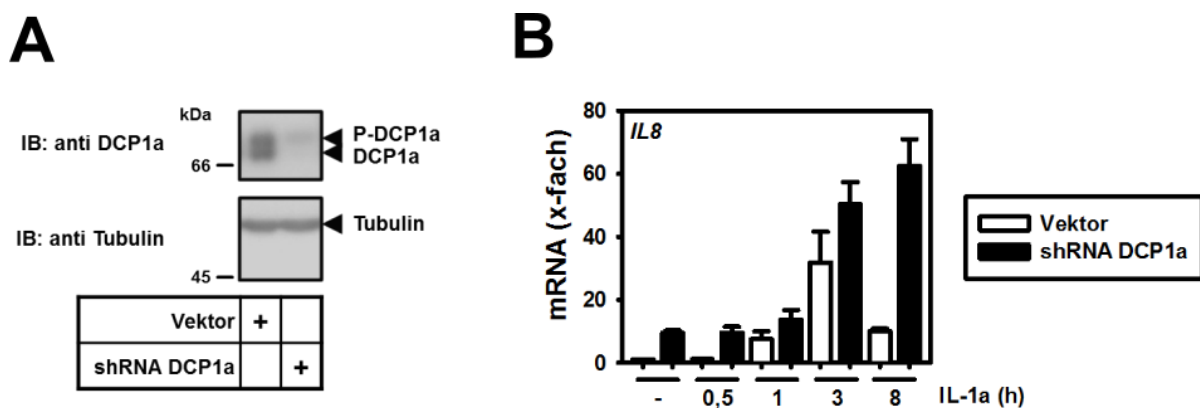 A
kDa
IB: anti DCP1a
P-DCP1a
DCP1a
66
IB: anti Tubulin
Tubulin
45
Vektor +
shRNA DCP1a +
B
mRNA (x-fach)
80
60
40
20
0
IL8
- 0,5 1 3 8 IL-1a (h)
Vektor
shRNA DCP1a